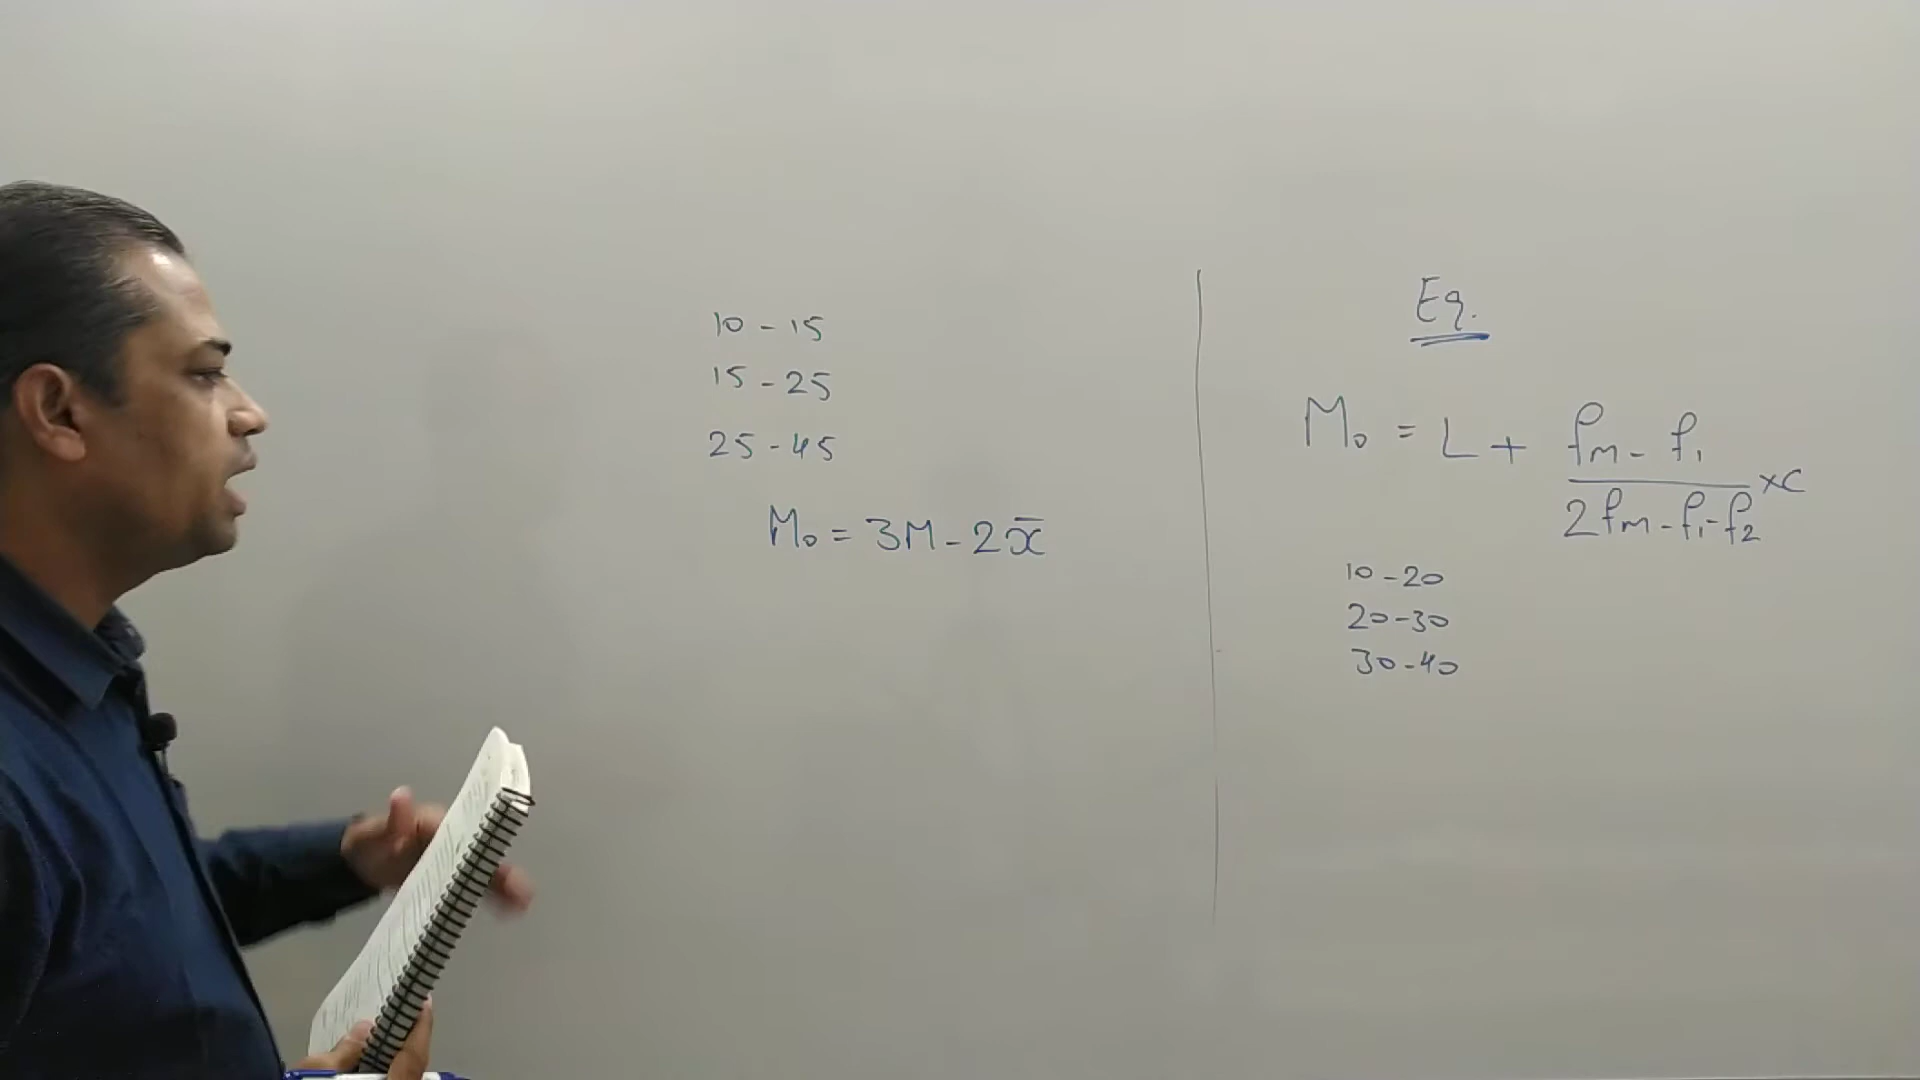 10 - 15
15 - 25
25 - 45
M₀ = 3M - 2x̄
Eq.
M₀ = L + (fₘ - f₁)/(2fₘ - f₁ - f₂) × c
10 - 20
20 - 30
30 - 40